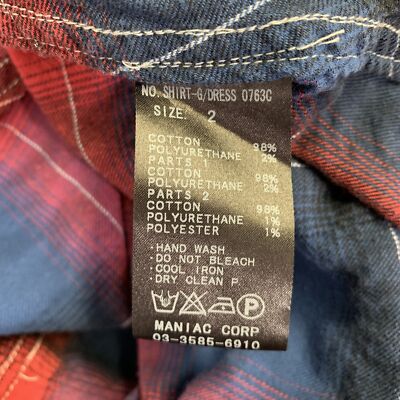 NO. SHIRT-G/DRESS 0763C
SIZE: 2
COTTON 98%
POLYURETHANE 2%
PARTS 1
COTTON 98%
POLYURETHANE 2%
PARTS 2
COTTON 98%
POLYURETHANE 1%
POLYESTER 1%
·HAND WASH
·DO NOT BLEACH
·COOL IRON
·DRY CLEAN P
P
MANIAC CORP
03-3585-6910